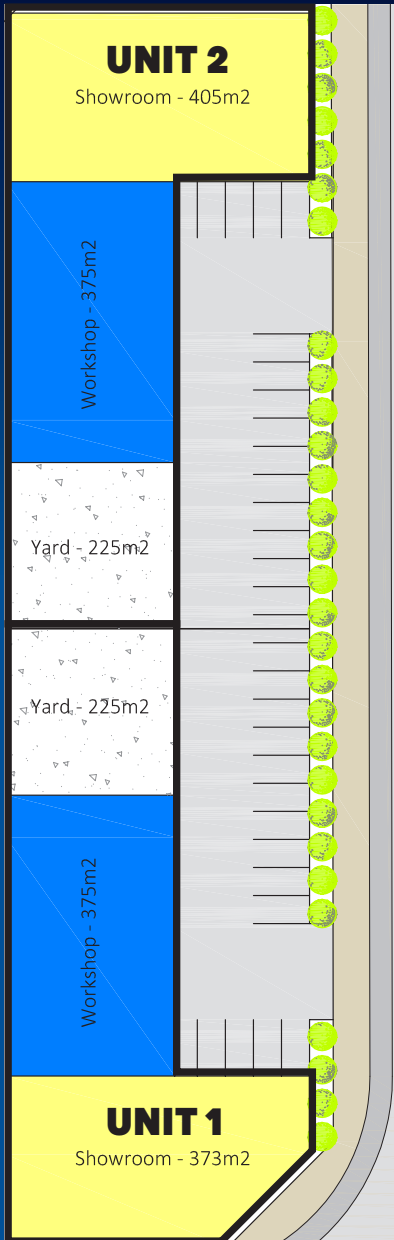 UNIT 2
Showroom - 405m2
Workshop - 375m2
Yard - 225m2
Yard - 225m2
Workshop - 375m2
UNIT 1
Showroom - 373m2